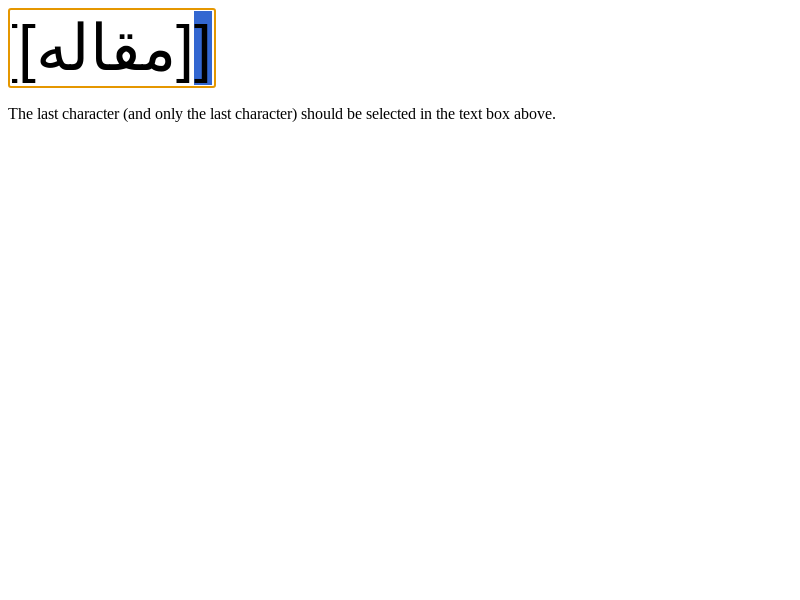 [[مقاله]]
The last character (and only the last character) should be selected in the text box above.